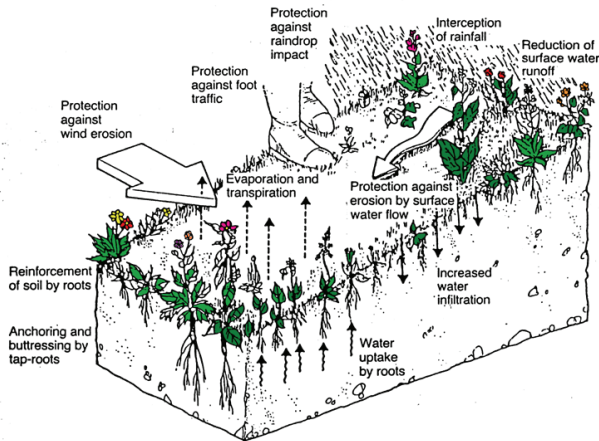 Protection
against
raindrop
impact
Interception
of rainfall
Reduction of
surface water
runoff
Protection
against foot
traffic
Protection
against
wind erosion
Evaporation and
transpiration
Protection against
erosion by surface
water flow
Reinforcement
of soil by roots
Increased
water
infiltration
Anchoring and
buttressing by
tap-roots
Water
uptake
by roots